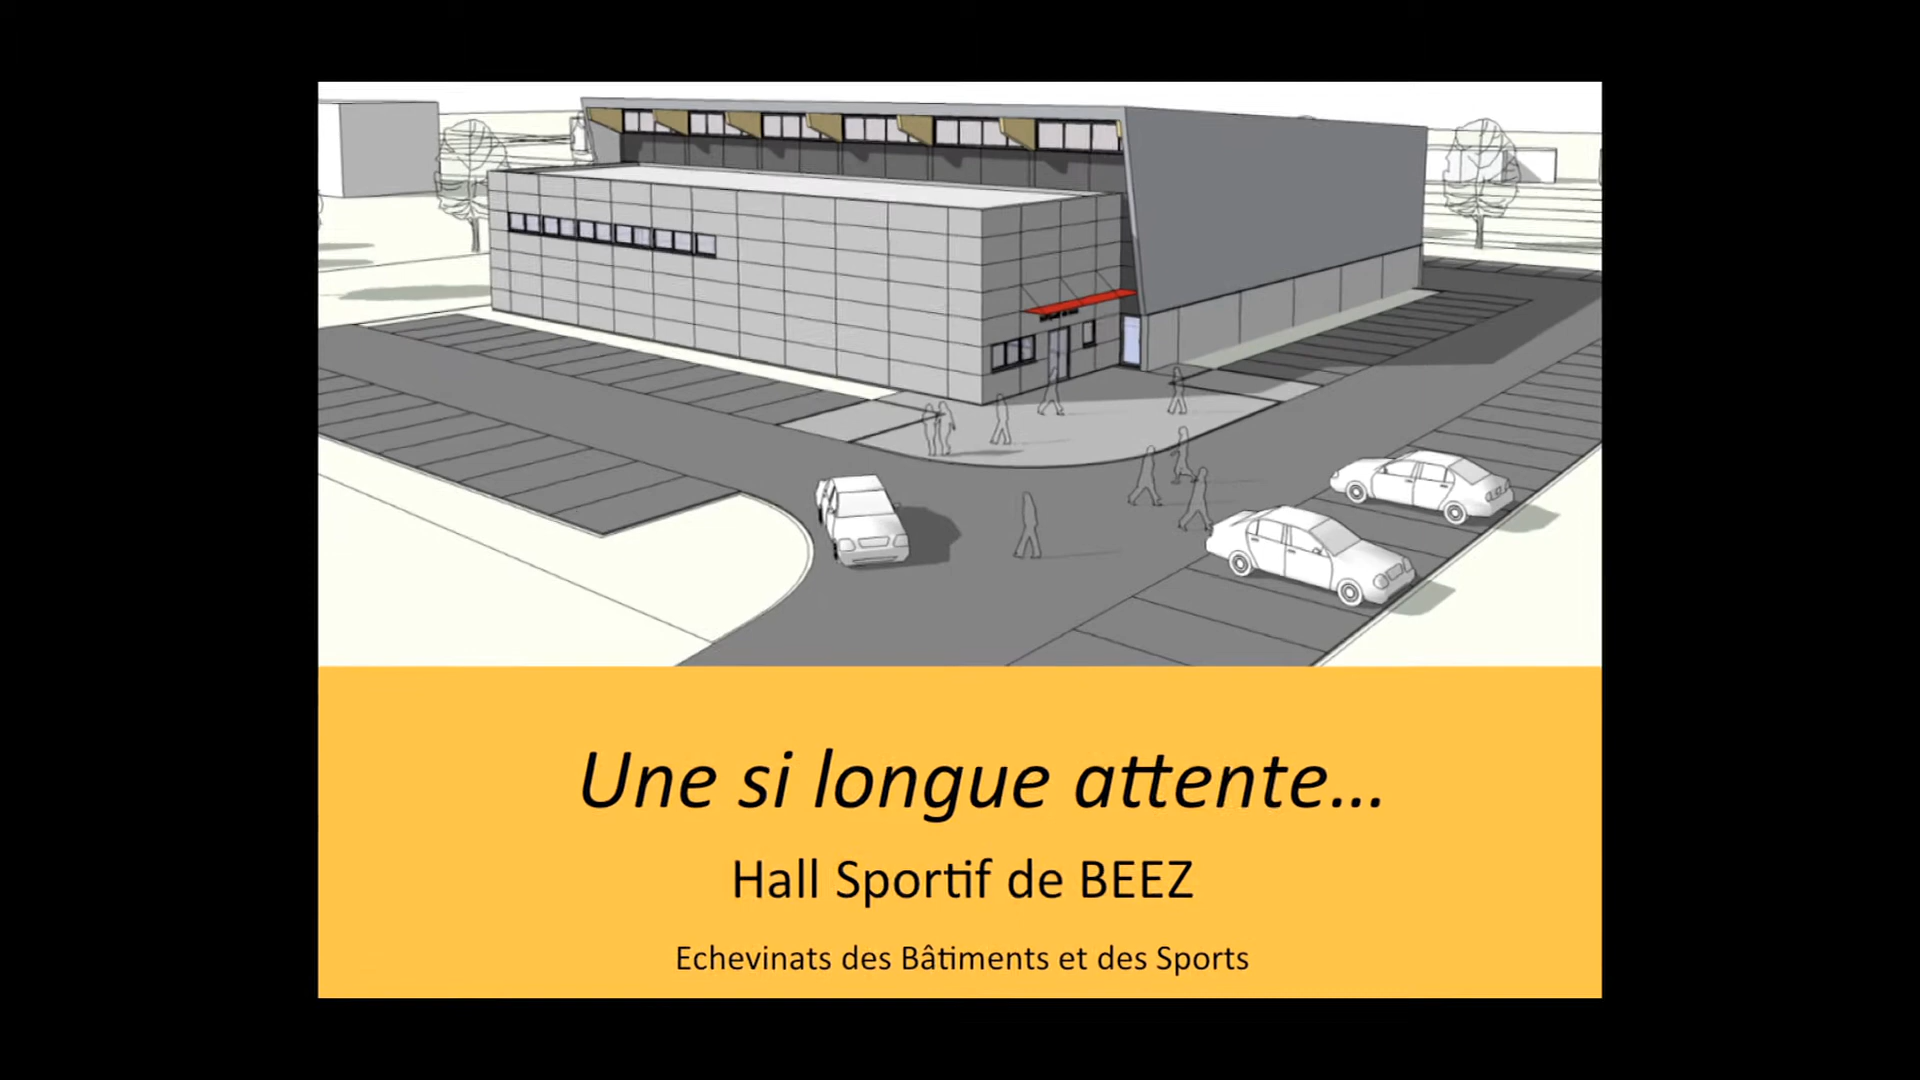 Une si longue attente...
Hall Sportif de BEEZ
Echevinats des Bâtiments et des Sports